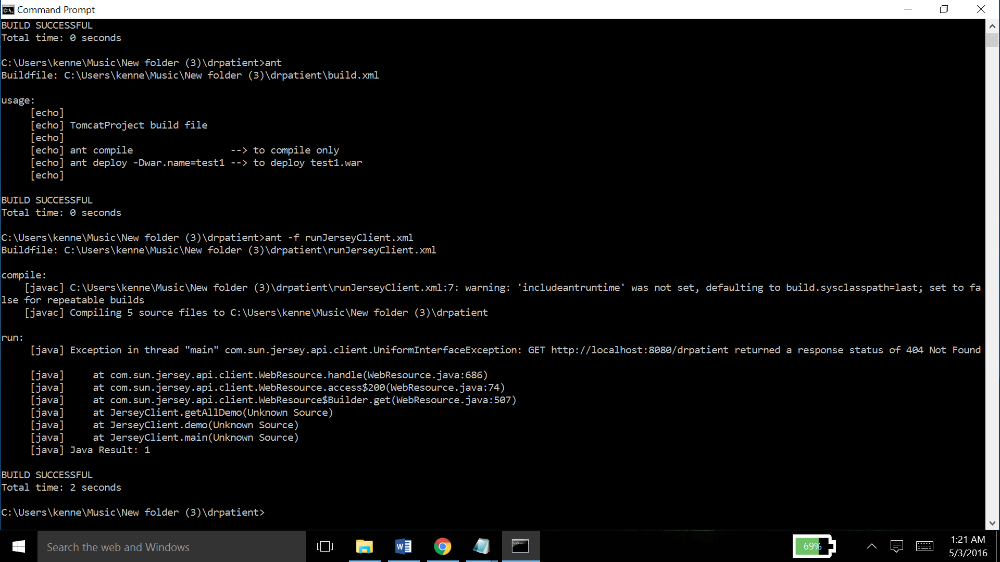 Command Prompt
BUILD SUCCESSFUL
Total time: 0 seconds
C:\Users\kenne\Music\New folder (3)\drpatient>ant
Buildfile: C:\Users\kenne\Music\New folder (3)\drpatient\build.xml
usage:
[echo]
[echo] TomcatProject build file
[echo]
[echo] ant compile                 --> to compile only
[echo] ant deploy -Dwar.name=test1 --> to deploy test1.war
[echo]
BUILD SUCCESSFUL
Total time: 0 seconds
C:\Users\kenne\Music\New folder (3)\drpatient>ant -f runJerseyClient.xml
Buildfile: C:\Users\kenne\Music\New folder (3)\drpatient\runJerseyClient.xml
compile:
[javac] C:\Users\kenne\Music\New folder (3)\drpatient\runJerseyClient.xml:7: warning: 'includeantruntime' was not set, defaulting to build.sysclasspath=last; set to fa
lse for repeatable builds
[javac] Compiling 5 source files to C:\Users\kenne\Music\New folder (3)\drpatient
run:
[java] Exception in thread "main" com.sun.jersey.api.client.UniformInterfaceException: GET http://localhost:8080/drpatient returned a response status of 404 Not Found
[java]     at com.sun.jersey.api.client.WebResource.handle(WebResource.java:686)
[java]     at com.sun.jersey.api.client.WebResource.access$200(WebResource.java:74)
[java]     at com.sun.jersey.api.client.WebResource$Builder.get(WebResource.java:507)
[java]     at JerseyClient.getAllDemo(Unknown Source)
[java]     at JerseyClient.demo(Unknown Source)
[java]     at JerseyClient.main(Unknown Source)
[java] Java Result: 1
BUILD SUCCESSFUL
Total time: 2 seconds
C:\Users\kenne\Music\New folder (3)\drpatient>
Search the web and Windows
69%
1:21 AM
5/3/2016